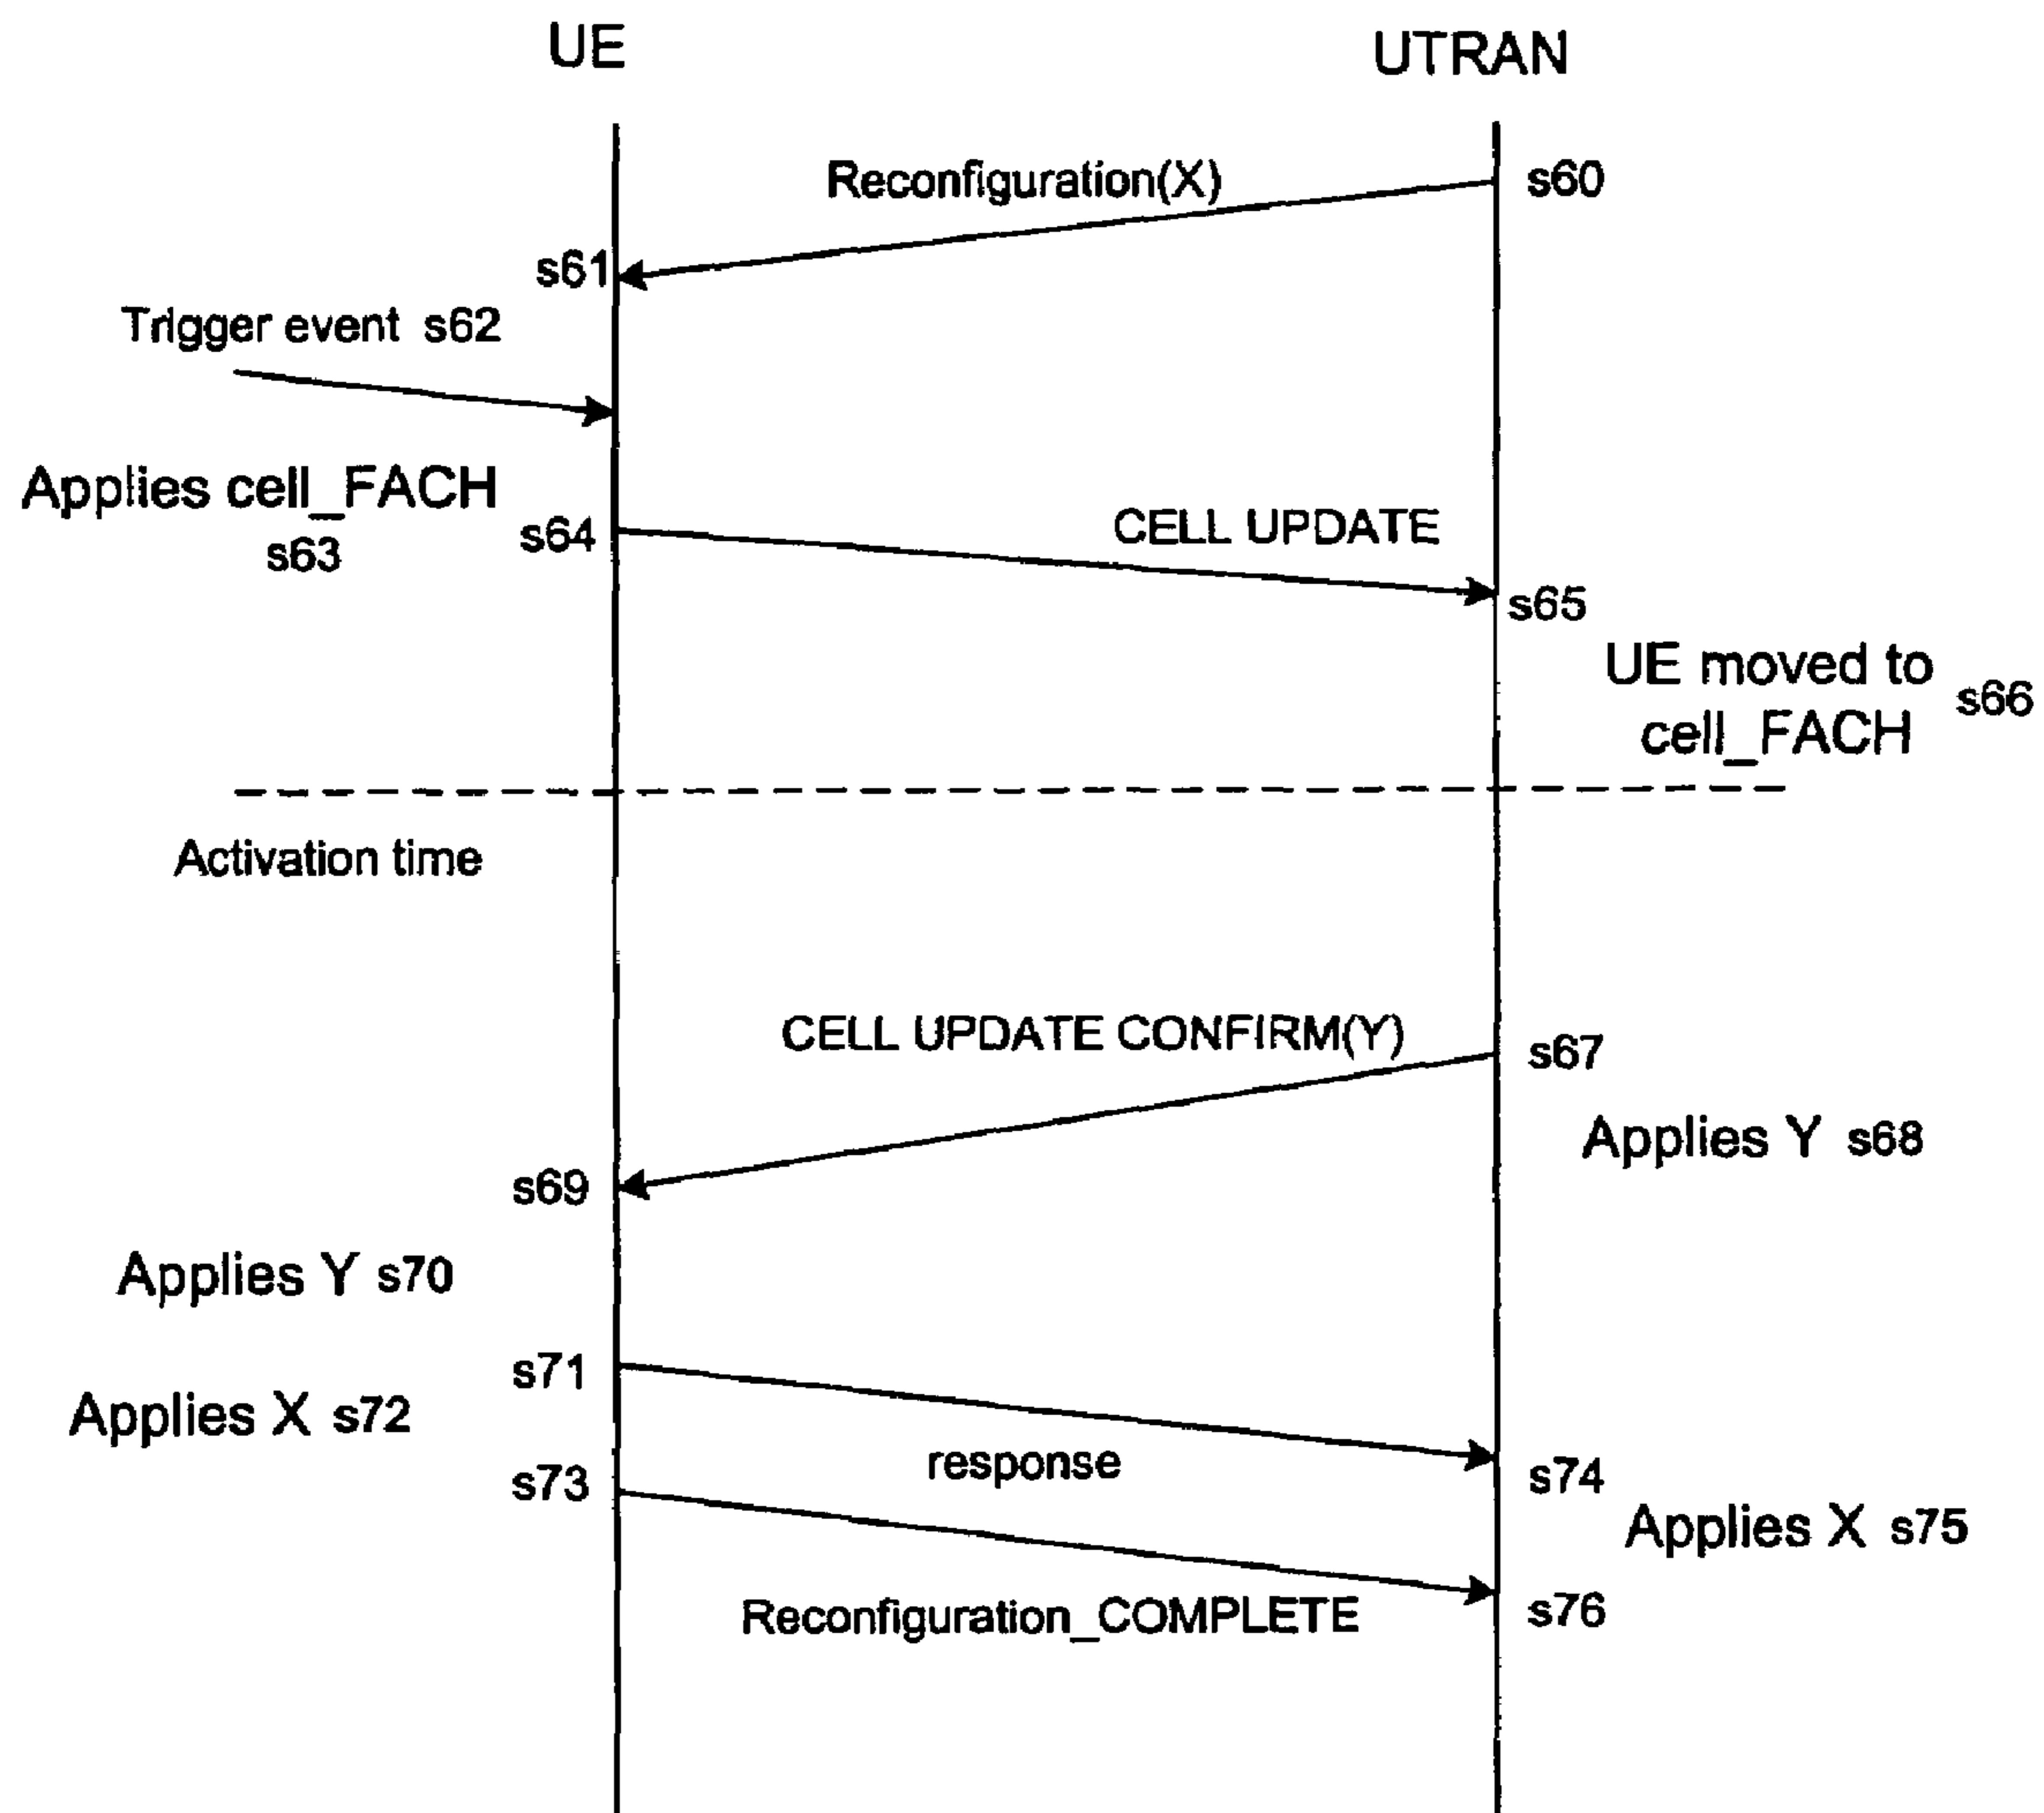 UE
UTRAN
Reconfiguration(X)
s60
s61
Trigger event s62
Applies cell_FACH
s63
s64
CELL UPDATE
s65
UE moved to
cell_FACH
s66
Activation time
CELL UPDATE CONFIRM(Y)
s67
Applies Y s68
s69
Applies Y s70
s71
Applies X s72
response
s73
s74
Applies X s75
Reconfiguration_COMPLETE
s76